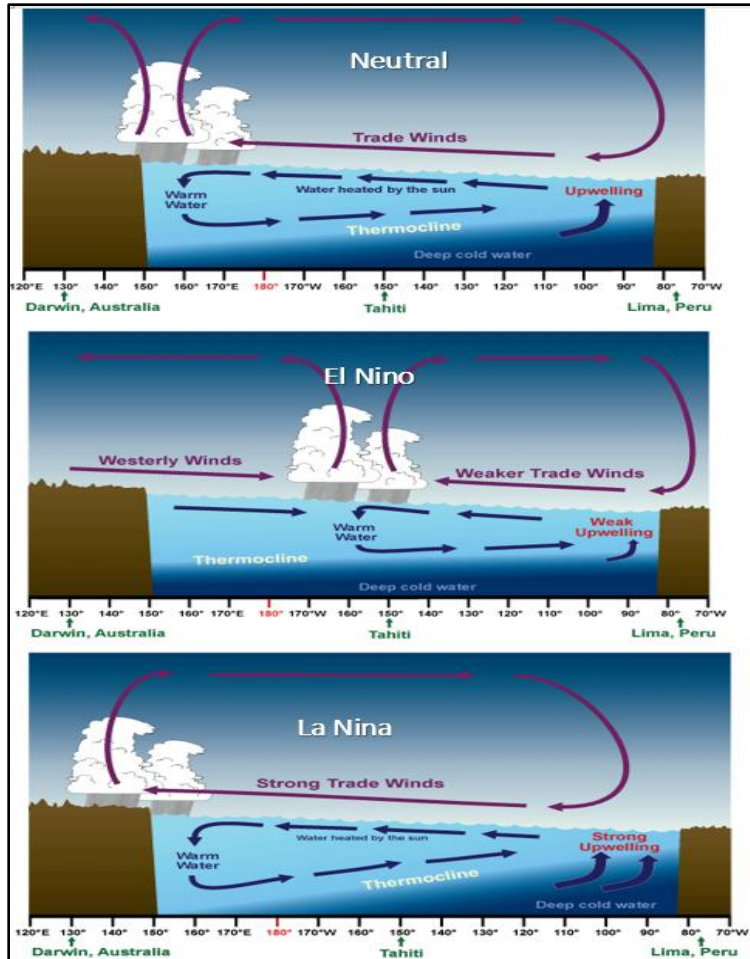 Neutral
Trade Winds
Water heated by the sun
Upwelling
Warm
Water
Thermocline
Deep cold water
120°E 130° 140° 150° 160° 170°E 180° 170°W 160° 150° 140° 130° 120° 110° 100° 90° 80° 70°W
Darwin, Australia Tahiti Lima, Peru
El Nino
Westerly Winds
Weaker Trade Winds
Warm
Water
Weak
Upwelling
Thermocline
Deep cold water
120°E 130° 140° 150° 160° 170°E 180° 170°W 160° 150° 140° 130° 120° 110° 100° 90° 80° 70°W
Darwin, Australia Tahiti Lima, Peru
La Nina
Strong Trade Winds
Water heated by the sun
Strong
Upwelling
Warm
Water
Thermocline
Deep cold water
120°E 130° 140° 150° 160° 170°E 180° 170°W 160° 150° 140° 130° 120° 110° 100° 90° 80° 70°W
Darwin, Australia Tahiti Lima, Peru